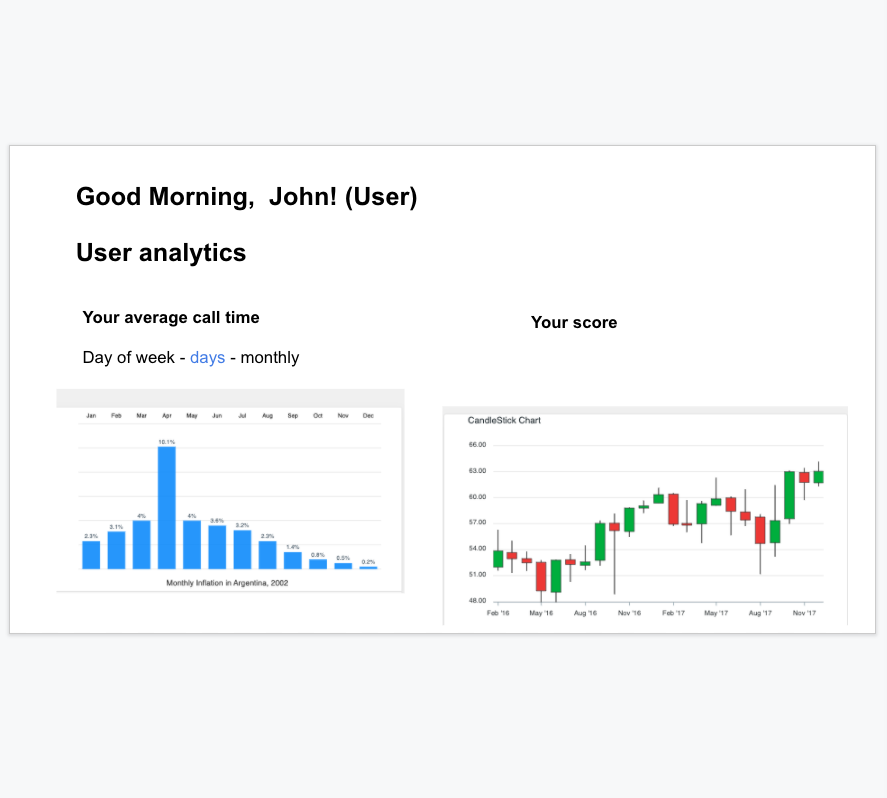 Good Morning,  John! (User)
User analytics
Your average call time
Day of week - days - monthly
Jan Feb Mar Apr May Jun Jul Aug Sep Oct Nov Dec
10.1%
2.3% 3.1% 4% 4% 3.6% 3.2% 2.3% 1.4% 0.8% 0.5% 0.2%
Monthly Inflation in Argentina, 2002
Your score
CandleStick Chart
66.00
63.00
60.00
57.00
54.00
51.00
48.00
Feb '16 May '16 Aug '16 Nov '16 Feb '17 May '17 Aug '17 Nov '17